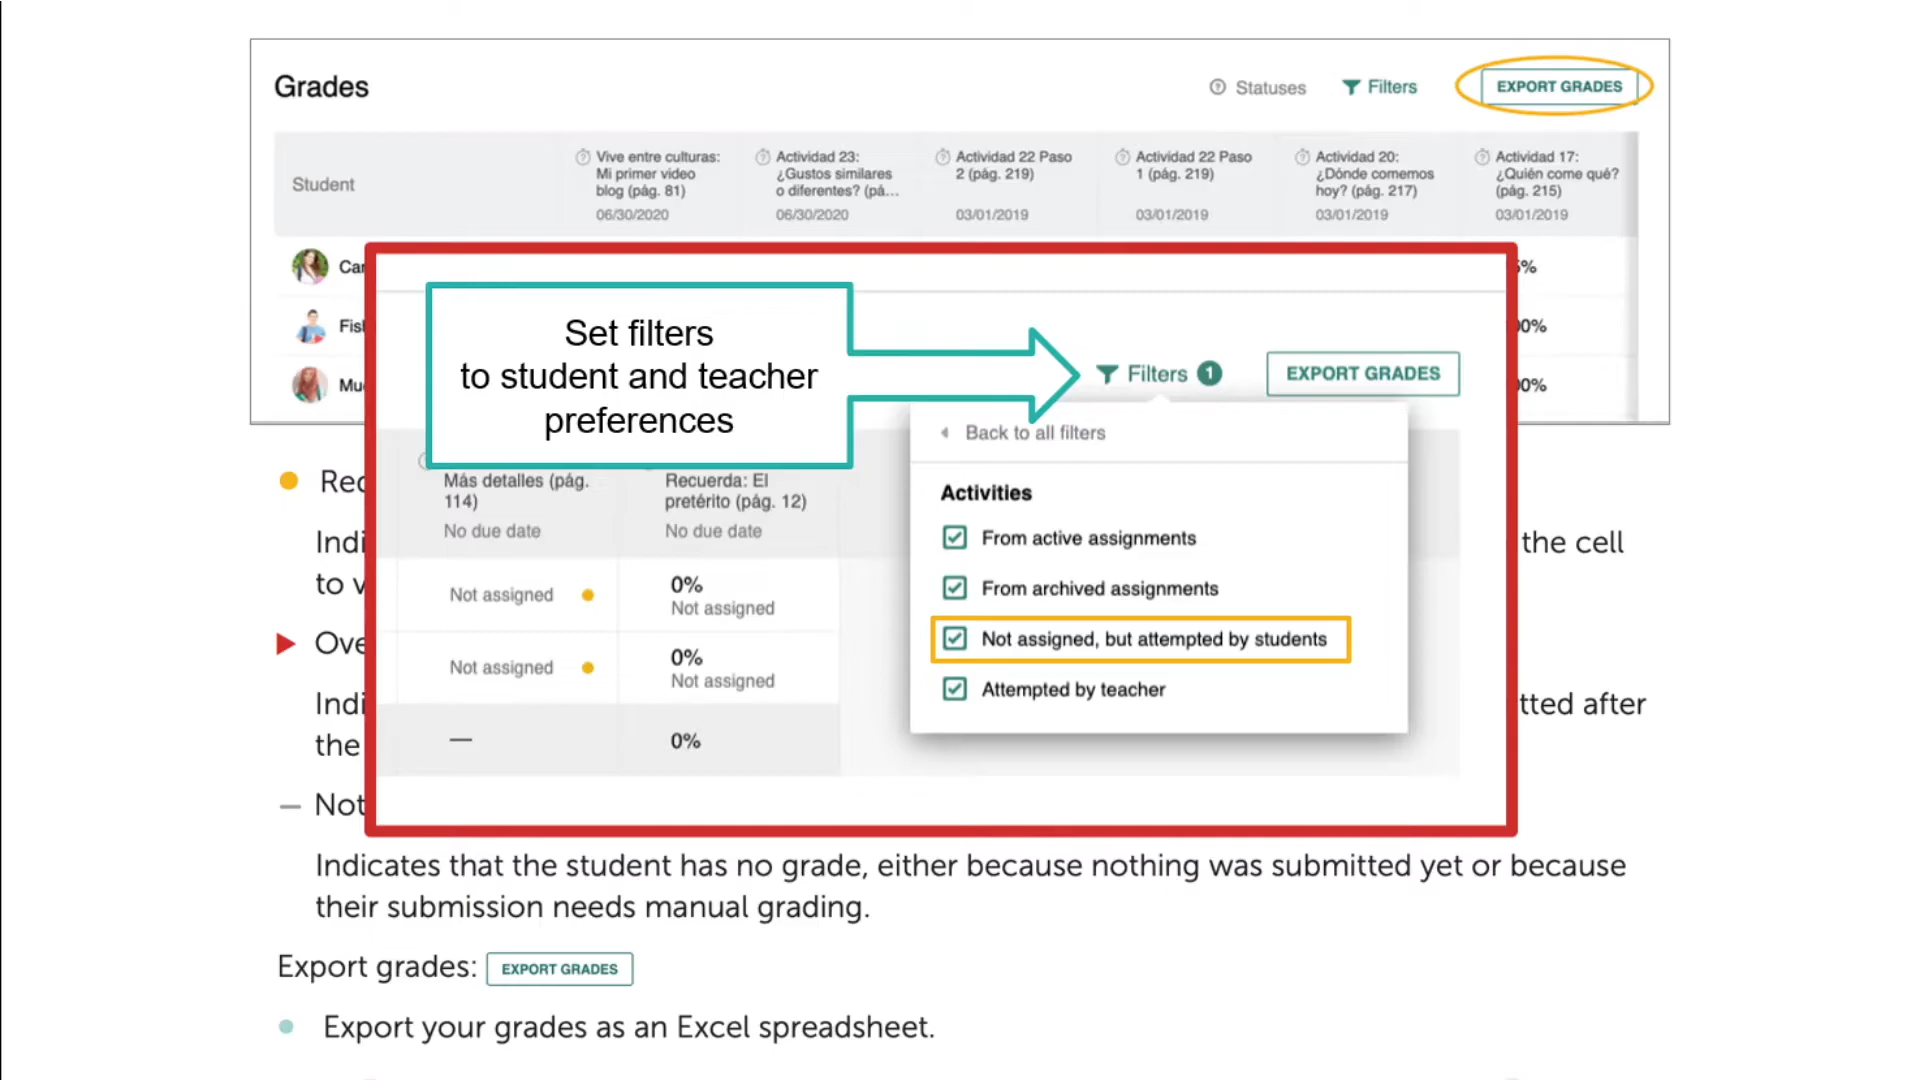 Grades
Statuses
Filters
EXPORT GRADES
Student
Vive entre culturas:
Mi primer video
blog (pág. 81)
06/30/2020
Actividad 23:
¿Gustos similares
o diferentes? (pá...
06/30/2020
Actividad 22 Paso
2 (pág. 219)
03/01/2019
Actividad 22 Paso
1 (pág. 219)
03/01/2019
Actividad 20:
¿Dónde comemos
hoy? (pág. 217)
03/01/2019
Actividad 17:
¿Quién come qué?
(pág. 215)
03/01/2019
Set filters
to student and teacher
preferences
Filters 1
EXPORT GRADES
Back to all filters
Activities
From active assignments
From archived assignments
Not assigned, but attempted by students
Attempted by teacher
Más detalles (pág.
114)
No due date
Recuerda: El
pretérito (pág. 12)
No due date
Not assigned
0%
Not assigned
Not assigned
0%
Not assigned
—
0%
the cell
to
tted after
the
Indicates that the student has no grade, either because nothing was submitted yet or because
their submission needs manual grading.
Export grades: EXPORT GRADES
Export your grades as an Excel spreadsheet.